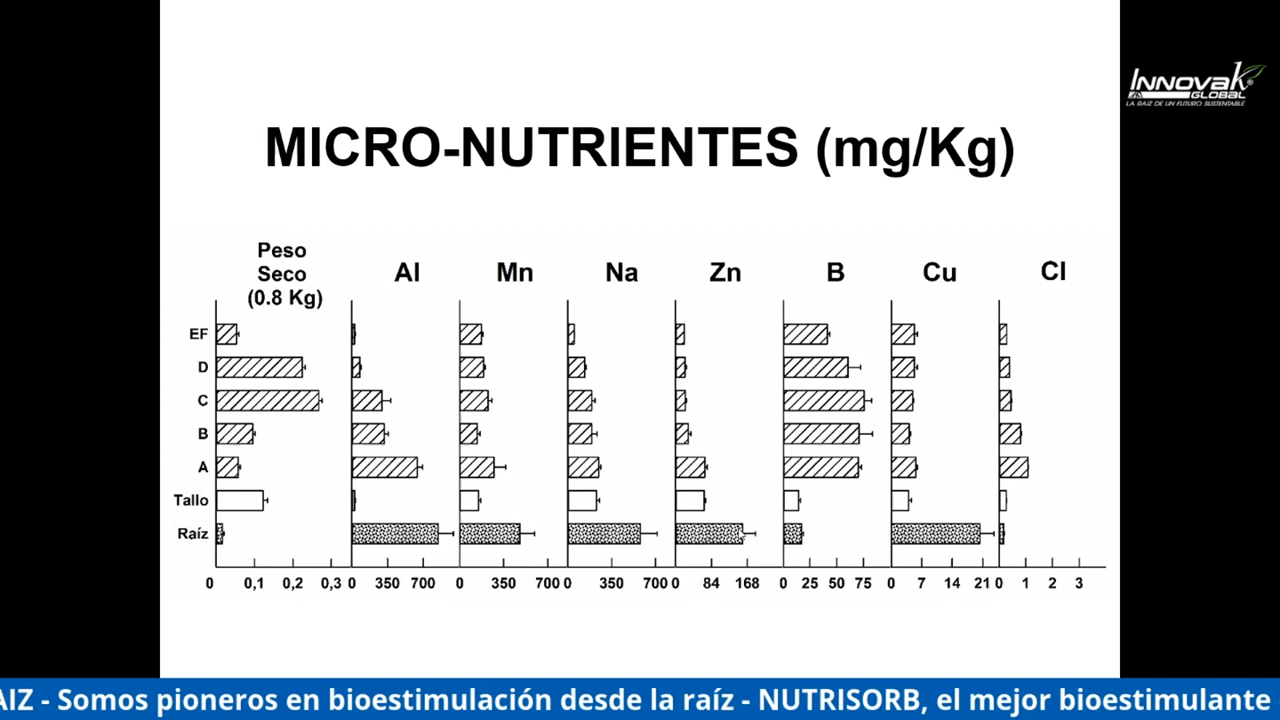 INNOVAK
GLOBAL
LA RAÍZ DE UN FUTURO SUSTENTABLE
MICRO-NUTRIENTES (mg/Kg)
Peso
Seco
(0.8 Kg)
Al Mn Na Zn B Cu Cl
EF
D
C
B
A
Tallo
Raíz
0 0,1 0,2 0,3 0 350 700 0 350 700 0 350 700 0 84 168 0 25 50 75 0 7 14 21 0 1 2 3
AIZ - Somos pioneros en bioestimulación desde la raíz - NUTRISORB, el mejor bioestimulante